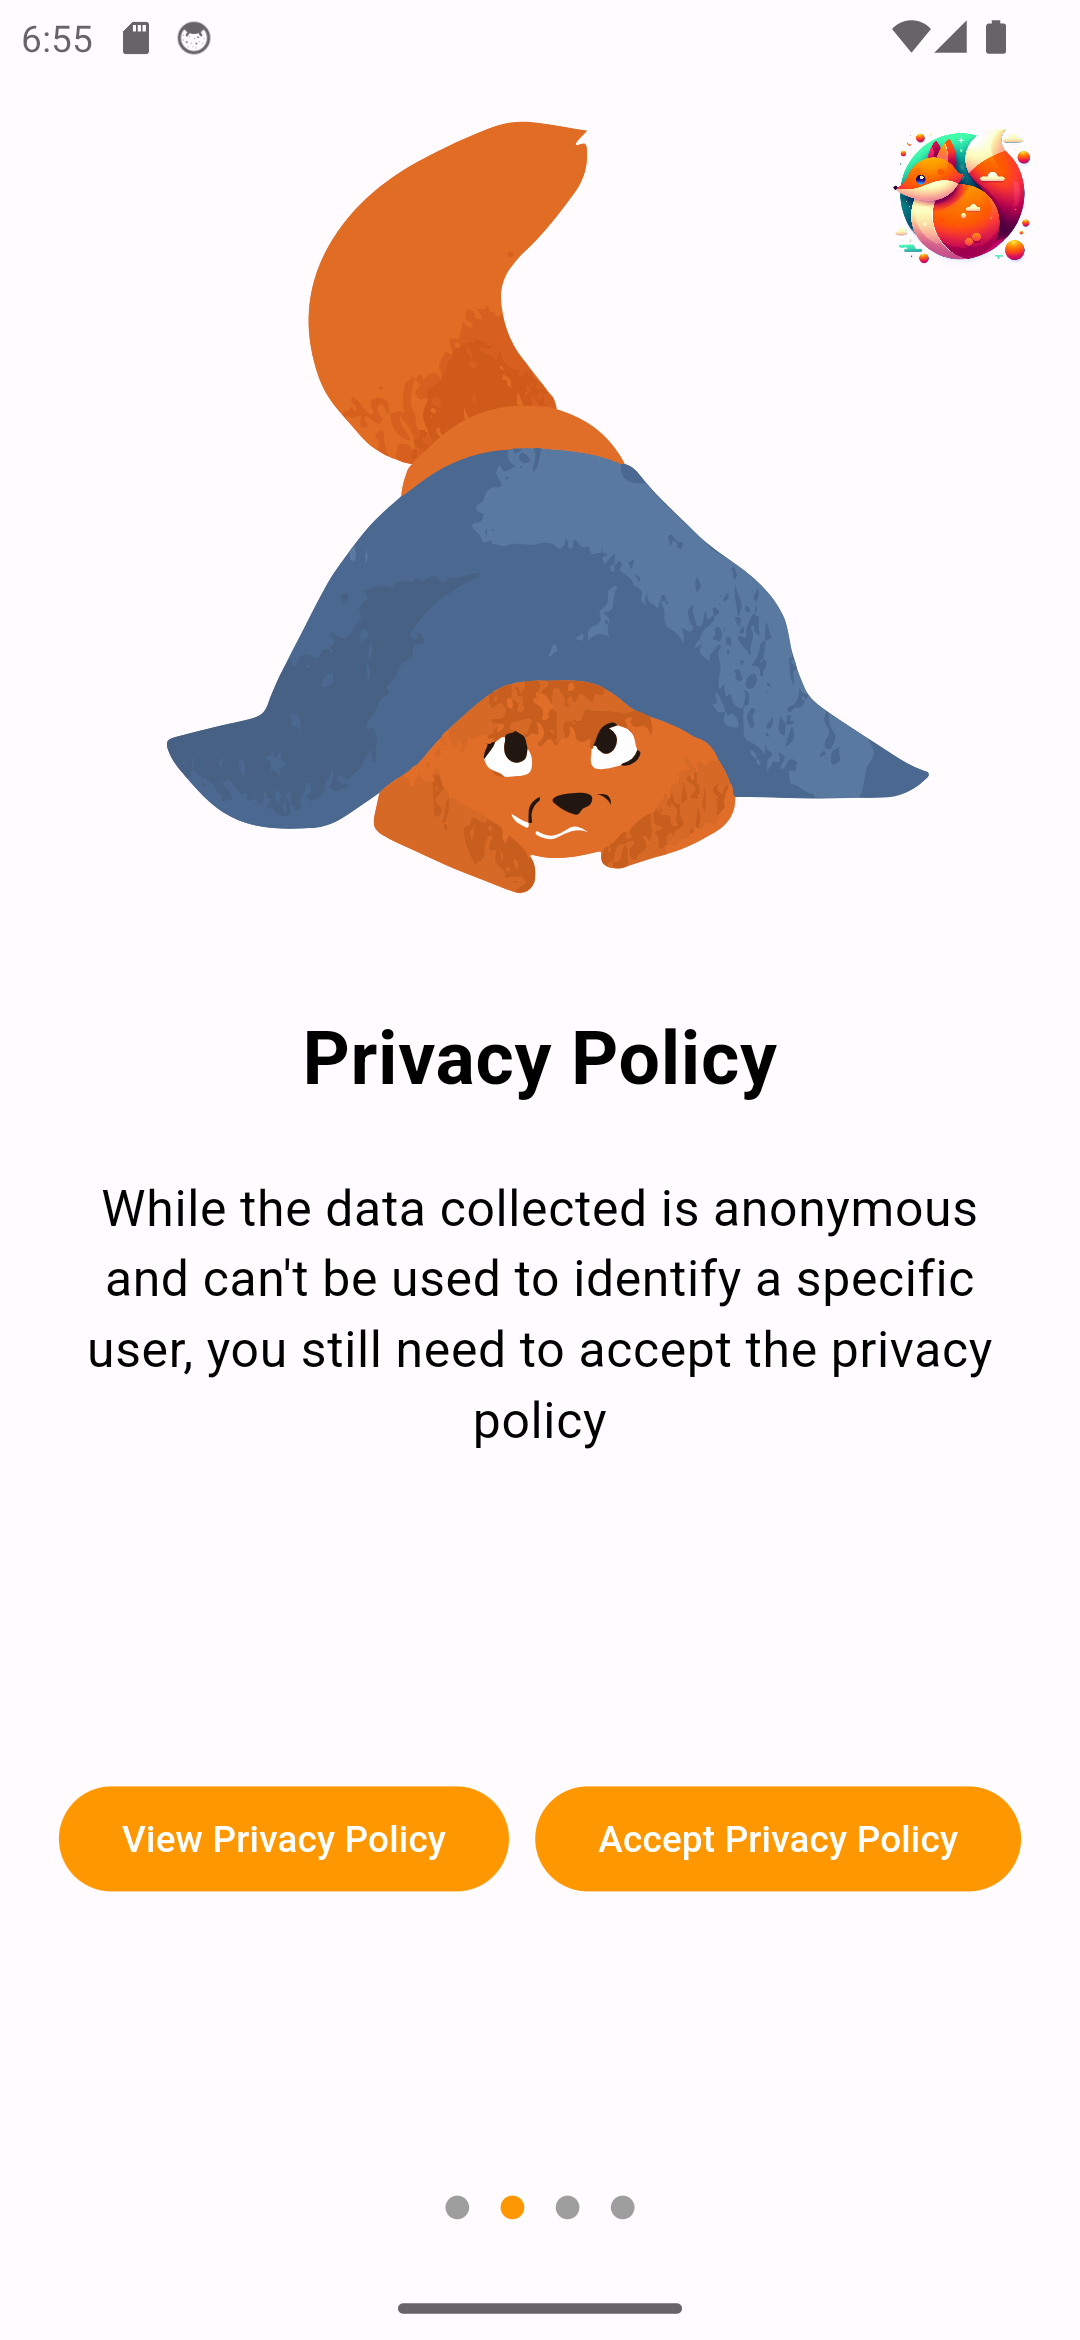 6:55
Privacy Policy
While the data collected is anonymous
and can't be used to identify a specific
user, you still need to accept the privacy
policy
View Privacy Policy
Accept Privacy Policy